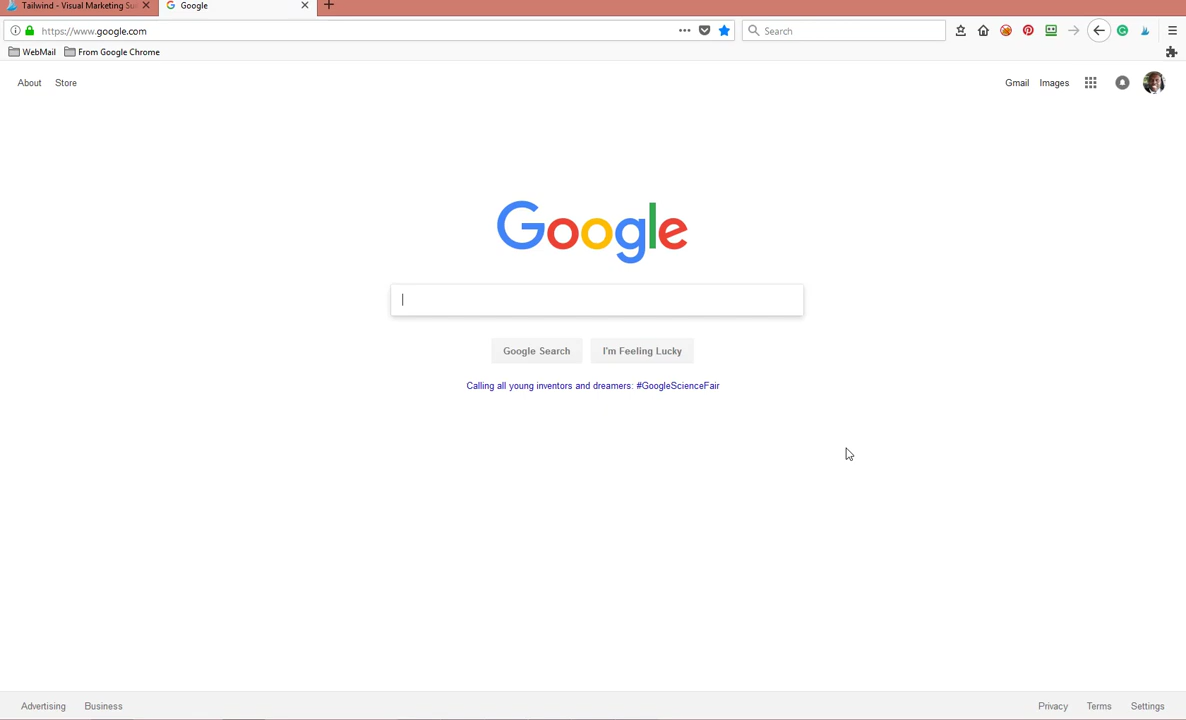 Tailwind - Visual Marketing Sui
Google
https://www.google.com
Search
WebMail
From Google Chrome
About
Store
Gmail
Images
Google
Google Search
I'm Feeling Lucky
Calling all young inventors and dreamers: #GoogleScienceFair
Advertising
Business
Privacy
Terms
Settings